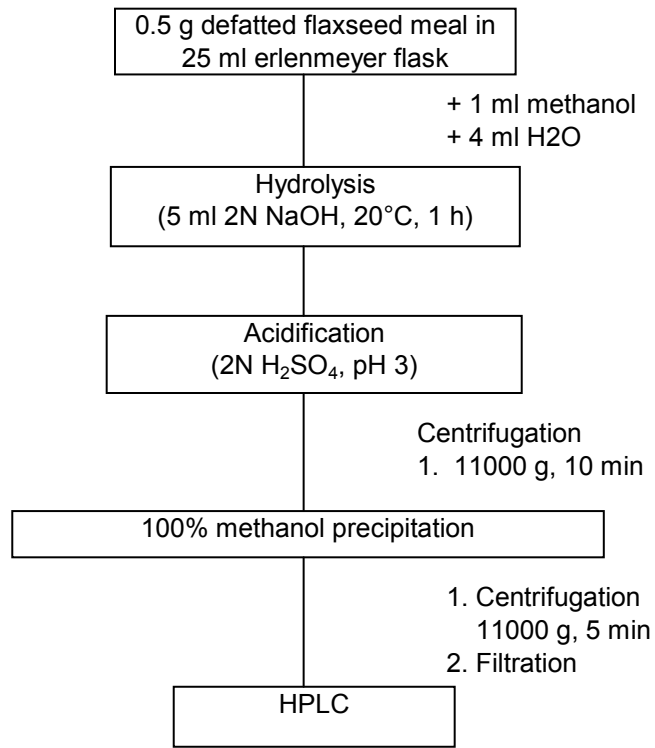 0.5 g defatted flaxseed meal in
25 ml erlenmeyer flask
+ 1 ml methanol
+ 4 ml H2O
Hydrolysis
(5 ml 2N NaOH, 20°C, 1 h)
Acidification
(2N H₂SO₄, pH 3)
Centrifugation
1. 11000 g, 10 min
100% methanol precipitation
1. Centrifugation
11000 g, 5 min
2. Filtration
HPLC